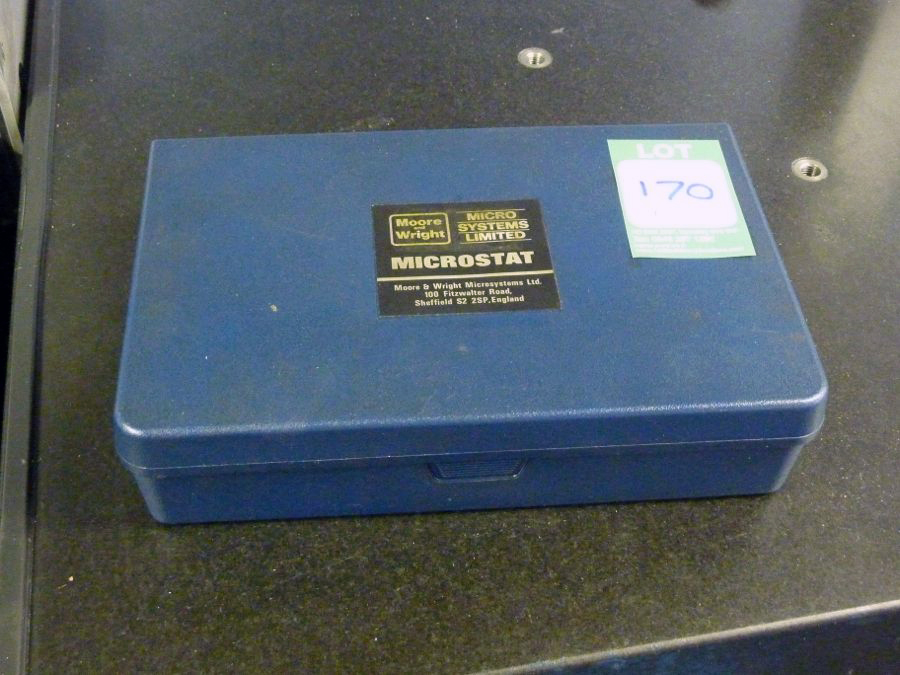 Moore
and
Wright
MICRO
SYSTEMS
LIMITED
MICROSTAT
Moore & Wright Microsystems Ltd.
100 Fitzwalter Road,
Sheffield S2 2SP, England
LOT
170